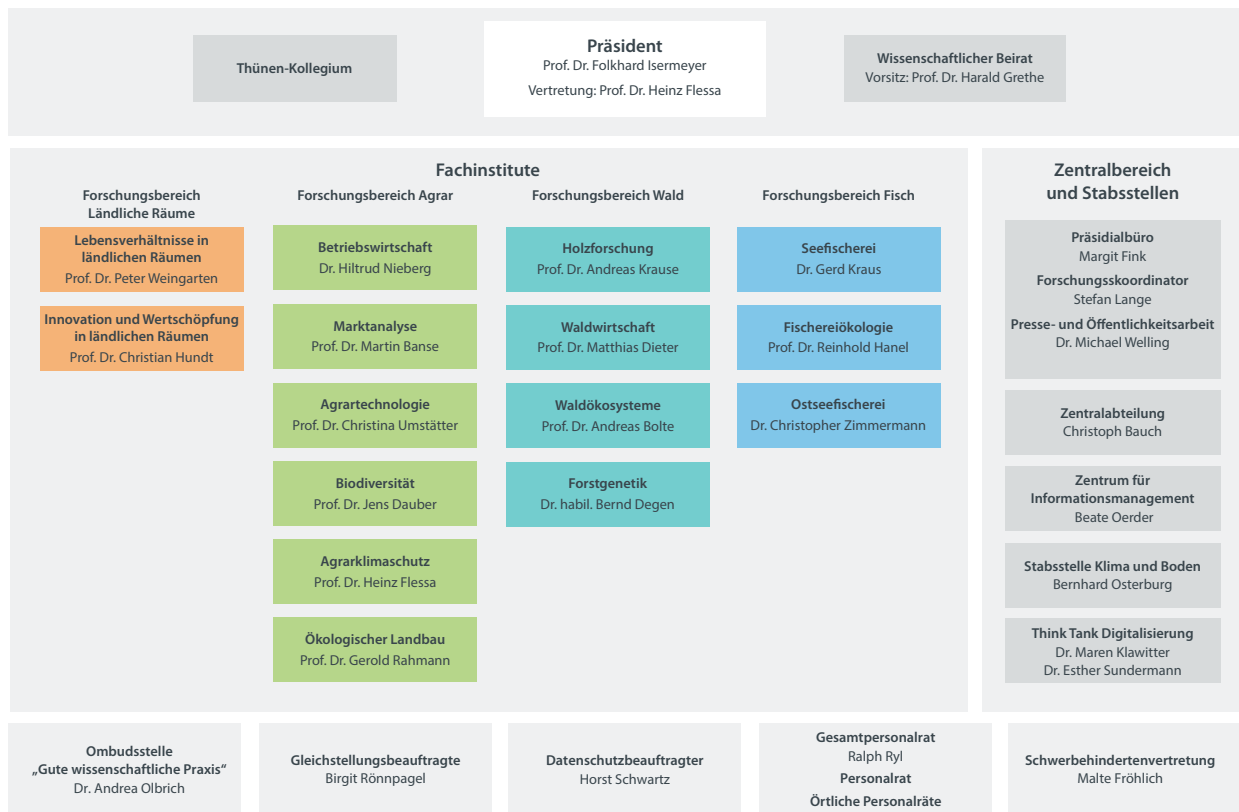 Thünen-Kollegium
Präsident
Prof. Dr. Folkhard Isermeyer
Vertretung: Prof. Dr. Heinz Flessa
Wissenschaftlicher Beirat
Vorsitz: Prof. Dr. Harald Grethe
Fachinstitute
Forschungsbereich
Ländliche Räume
Lebensverhältnisse in
ländlichen Räumen
Prof. Dr. Peter Weingarten
Innovation und Wertschöpfung
in ländlichen Räumen
Prof. Dr. Christian Hundt
Forschungsbereich Agrar
Betriebswirtschaft
Dr. Hiltrud Nieberg
Marktanalyse
Prof. Dr. Martin Banse
Agrartechnologie
Prof. Dr. Christina Umstätter
Biodiversität
Prof. Dr. Jens Dauber
Agrarklimaschutz
Prof. Dr. Heinz Flessa
Ökologischer Landbau
Prof. Dr. Gerold Rahmann
Forschungsbereich Wald
Holzforschung
Prof. Dr. Andreas Krause
Waldwirtschaft
Prof. Dr. Matthias Dieter
Waldökosysteme
Prof. Dr. Andreas Bolte
Forstgenetik
Dr. habil. Bernd Degen
Forschungsbereich Fisch
Seefischerei
Dr. Gerd Kraus
Fischereiökologie
Prof. Dr. Reinhold Hanel
Ostseefischerei
Dr. Christopher Zimmermann
Zentralbereich
und Stabsstellen
Präsidialbüro
Margit Fink
Forschungsskoordinator
Stefan Lange
Presse- und Öffentlichkeitsarbeit
Dr. Michael Welling
Zentralabteilung
Christoph Bauch
Zentrum für
Informationsmanagement
Beate Oerder
Stabsstelle Klima und Boden
Bernhard Osterburg
Think Tank Digitalisierung
Dr. Maren Klawitter
Dr. Esther Sundermann
Ombudsstelle
„Gute wissenschaftliche Praxis“
Dr. Andrea Olbrich
Gleichstellungsbeauftragte
Birgit Rönnpagel
Datenschutzbeauftragter
Horst Schwartz
Gesamtpersonalrat
Ralph Ryl
Personalrat
Örtliche Personalräte
Schwerbehindertenvertretung
Malte Fröhlich